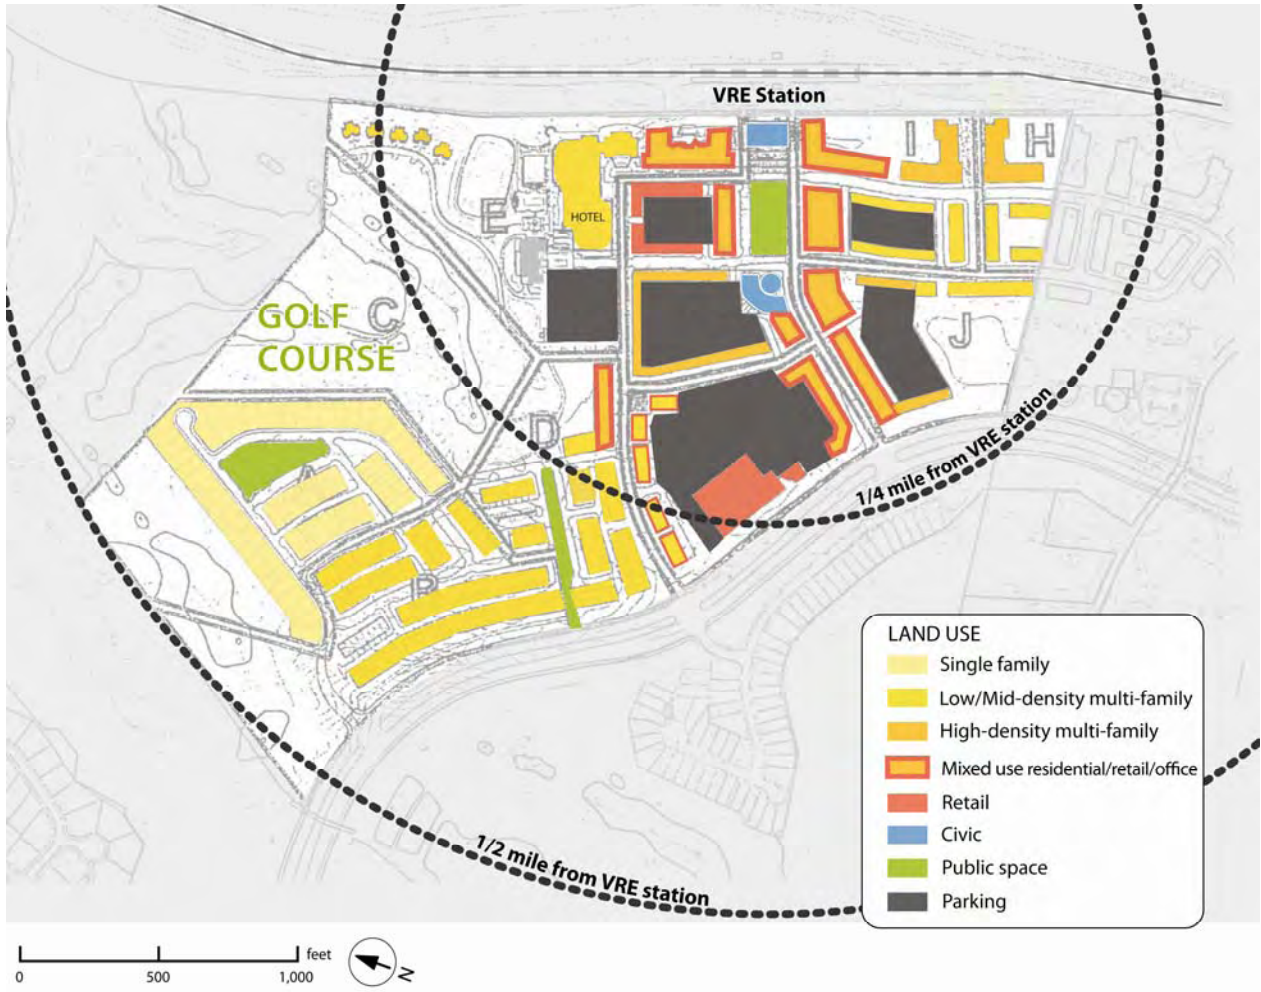 VRE Station
I
H
E
HOTEL
GOLF
COURSE
C
J
D
A
B
1/4 mile from VRE station
1/2 mile from VRE station
LAND USE
Single family
Low/Mid-density multi-family
High-density multi-family
Mixed use residential/retail/office
Retail
Civic
Public space
Parking
feet
0
500
1,000
N